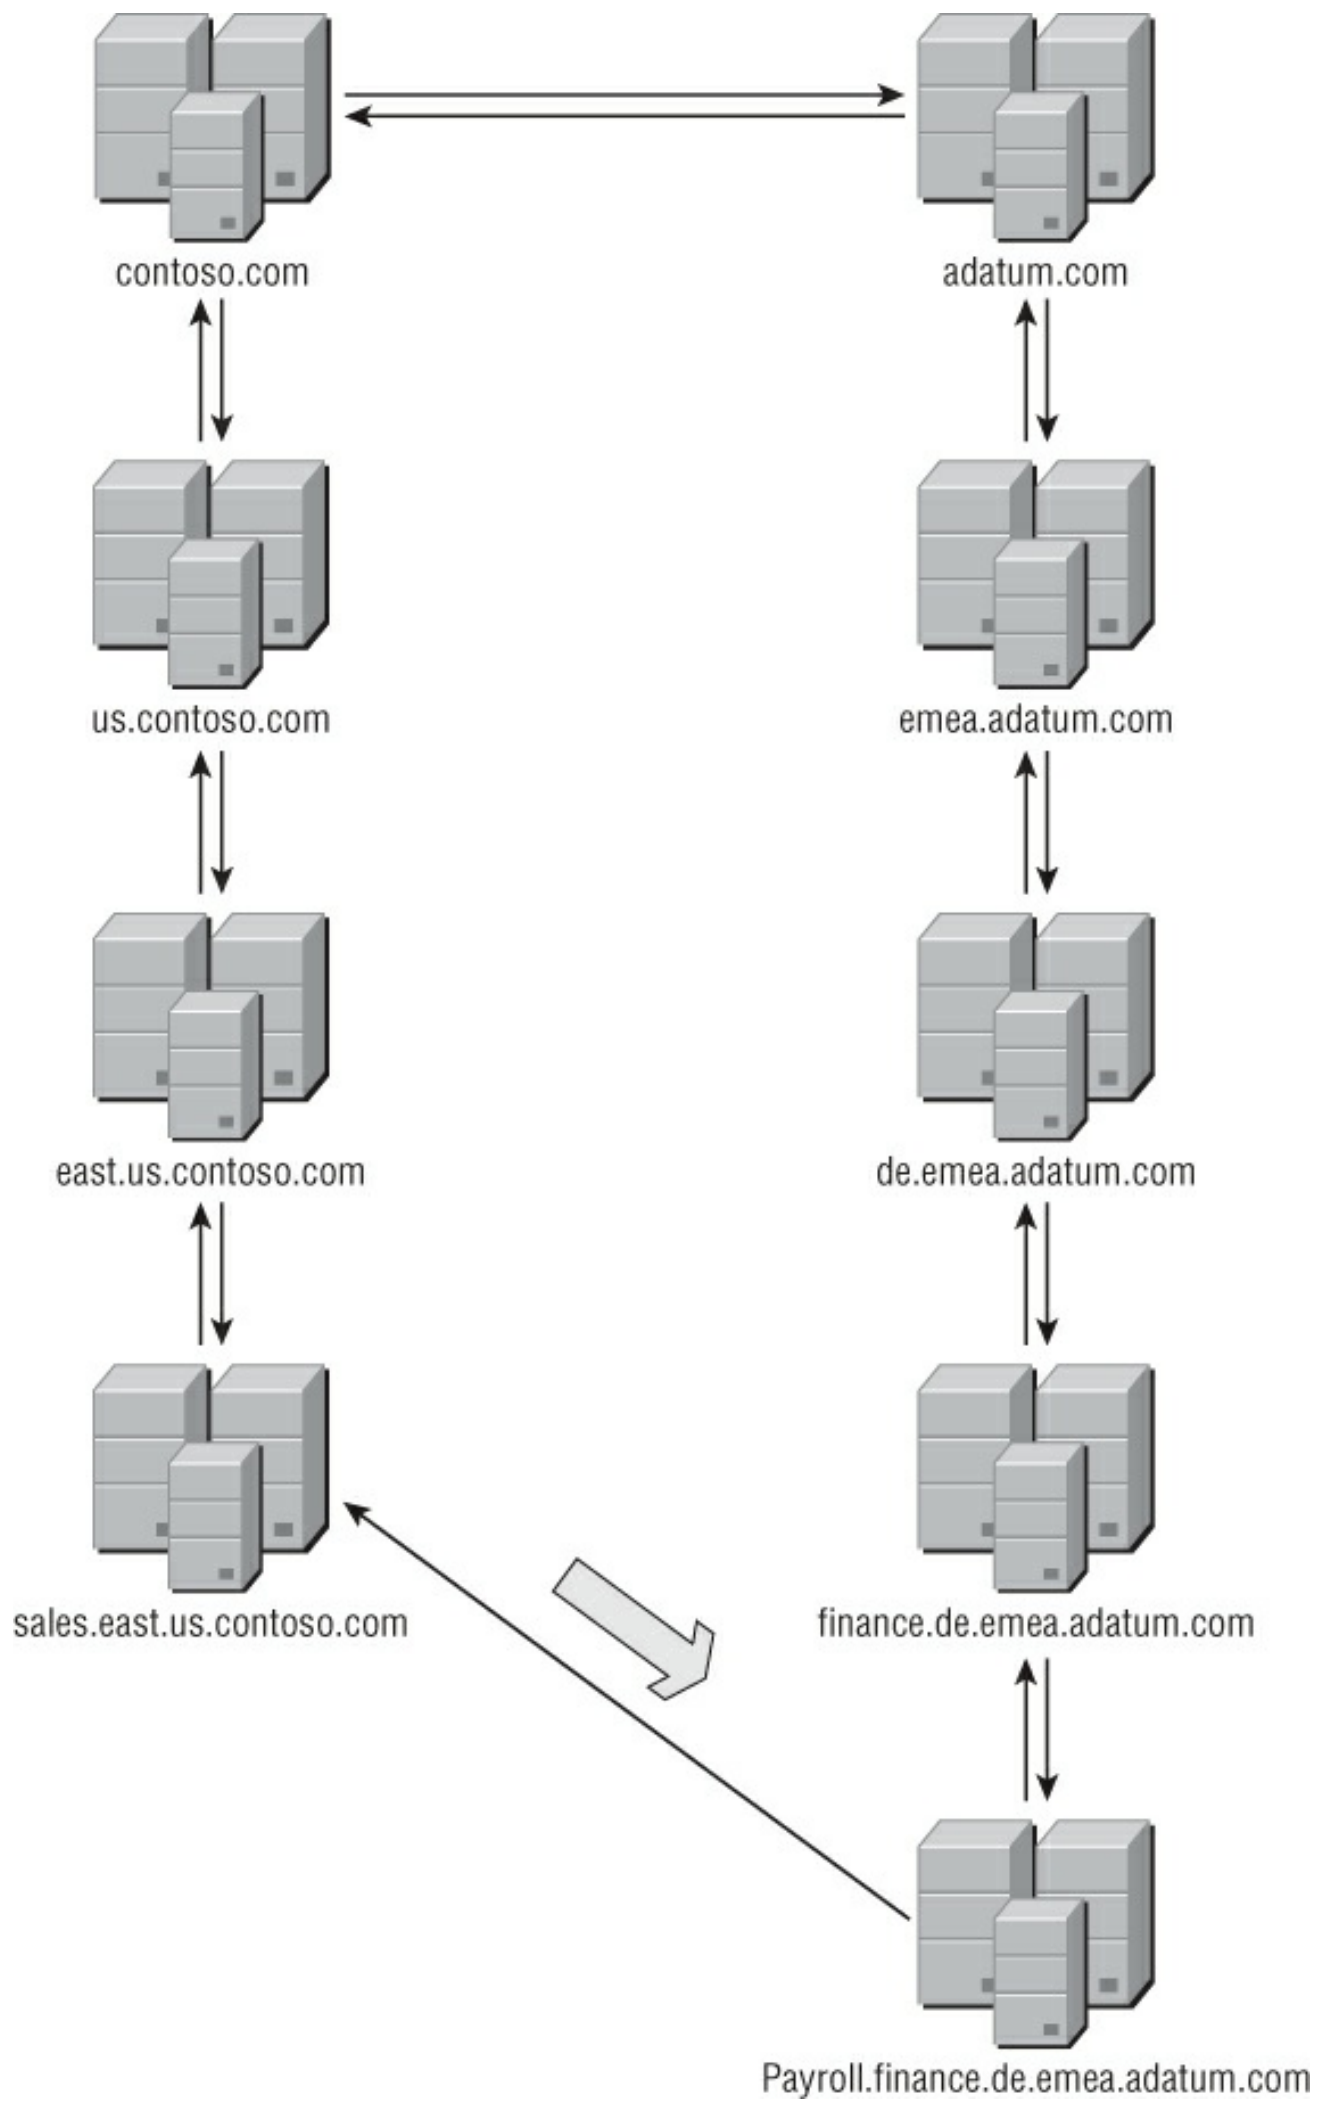 contoso.com
adatum.com
us.contoso.com
emea.adatum.com
east.us.contoso.com
de.emea.adatum.com
sales.east.us.contoso.com
finance.de.emea.adatum.com
Payroll.finance.de.emea.adatum.com